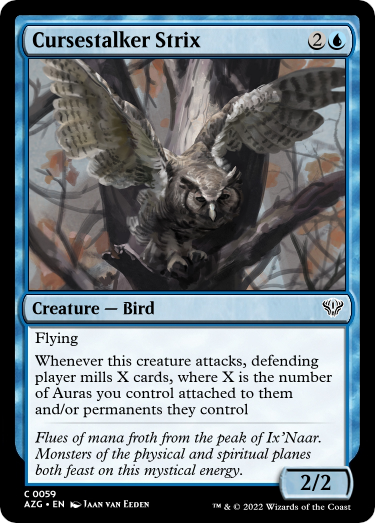 Cursestalker Strix 2
Creature — Bird
Flying
Whenever this creature attacks, defending
player mills X cards, where X is the number
of Auras you control attached to them
and/or permanents they control
Flues of mana froth from the peak of Ix'Naar.
Monsters of the physical and spiritual planes
both feast on this mystical energy.
2/2
C 0059
AZG • EN Jaan van Eeden
™ & © 2022 Wizards of the Coast